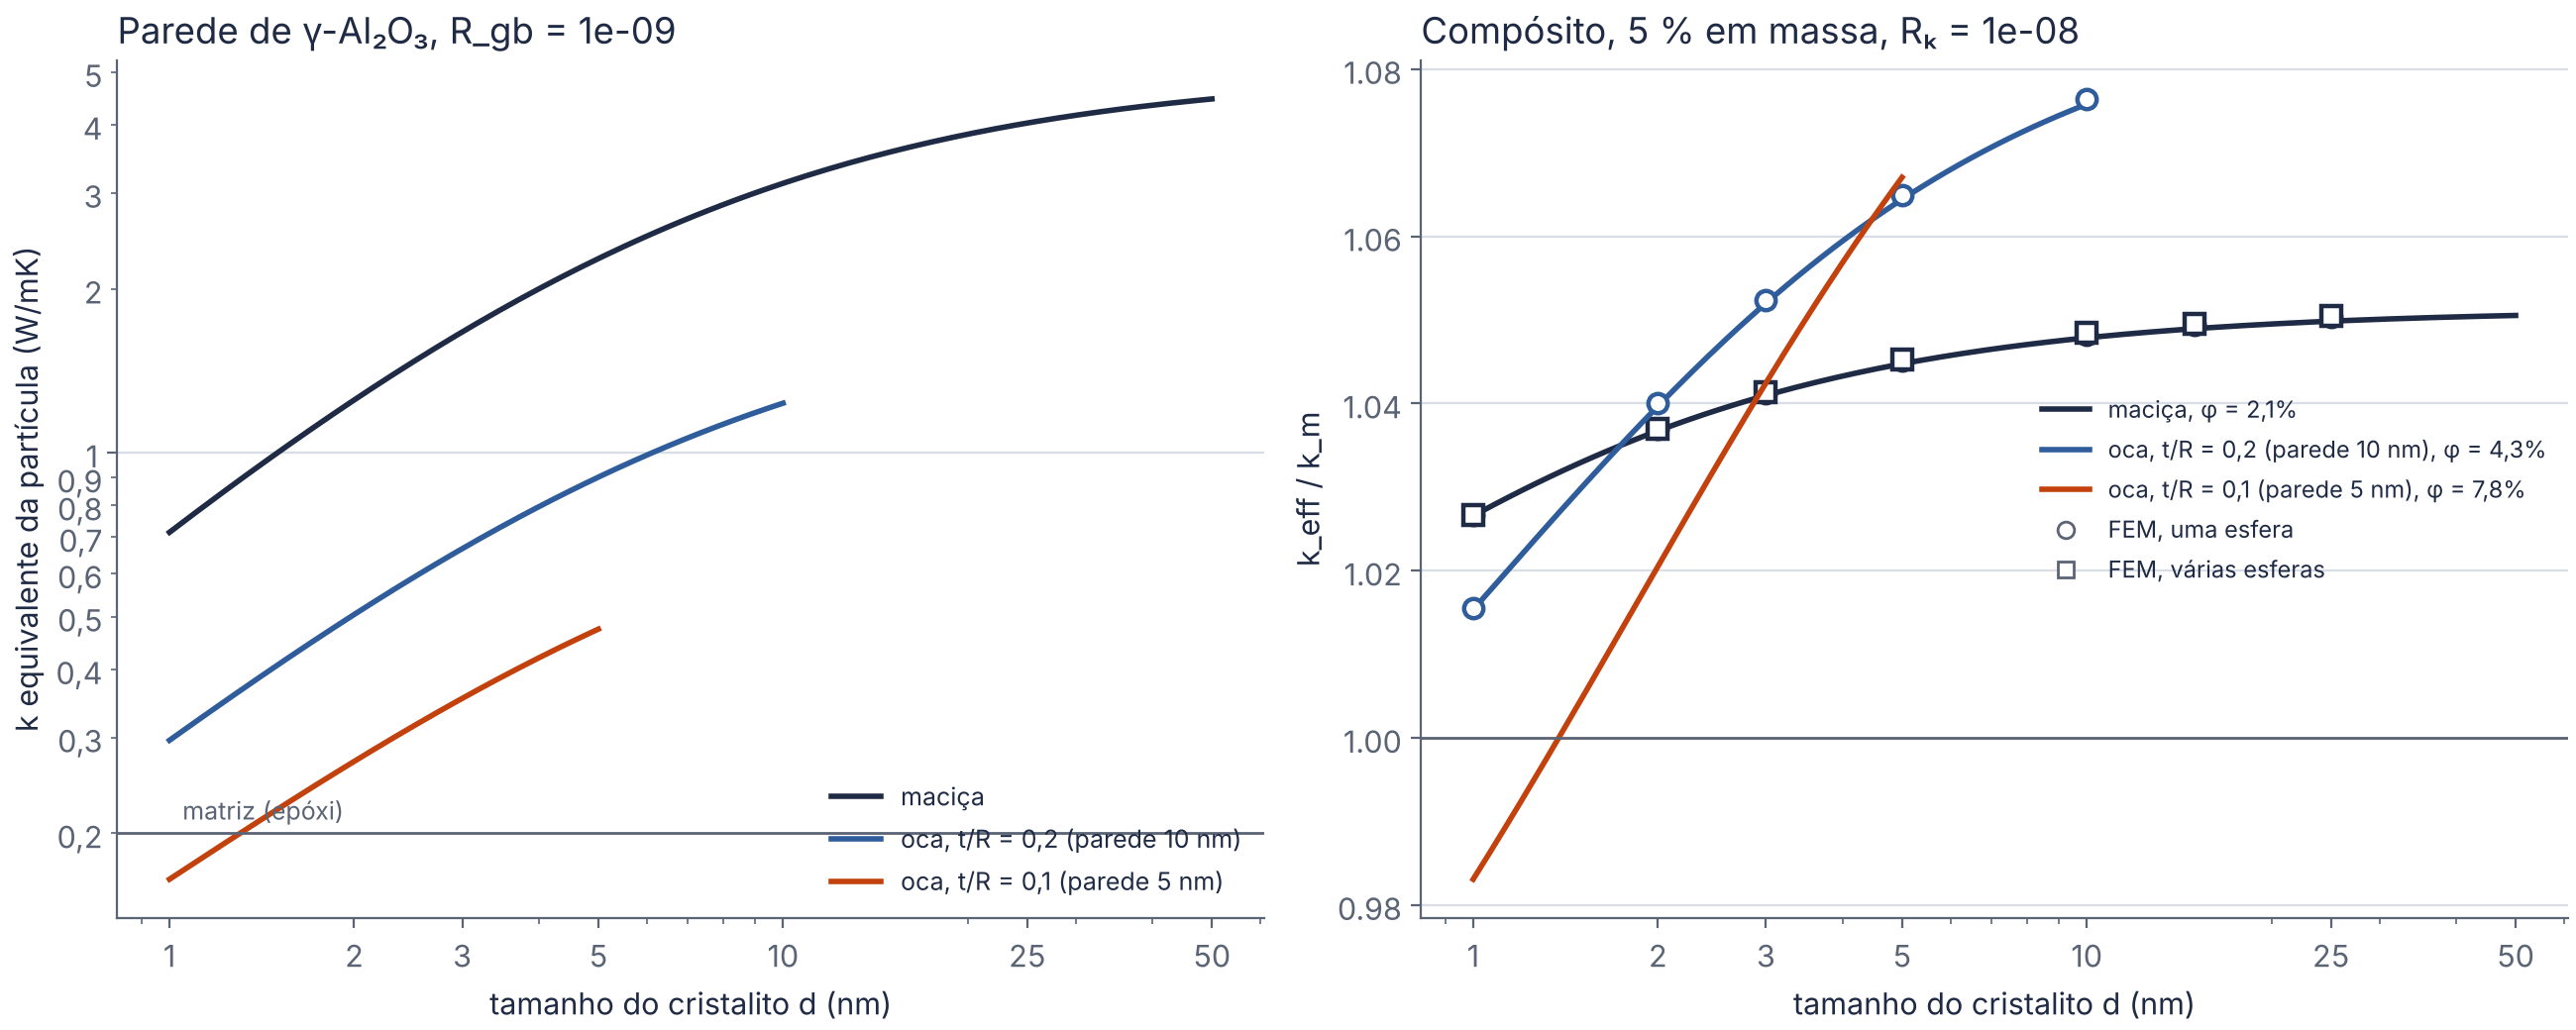 Parede de γ-Al₂O₃, R_gb = 1e-09
k equivalente da partícula (W/mK)
5
4
3
2
1
0,9
0,8
0,7
0,6
0,5
0,4
0,3
0,2
matriz (epóxi)
maciça
oca, t/R = 0,2 (parede 10 nm)
oca, t/R = 0,1 (parede 5 nm)
1 2 3 5 10 25 50
tamanho do cristalito d (nm)
Compósito, 5 % em massa, Rₖ = 1e-08
k_eff / k_m
1.08
1.06
1.04
1.02
1.00
0.98
maciça, φ = 2,1%
oca, t/R = 0,2 (parede 10 nm), φ = 4,3%
oca, t/R = 0,1 (parede 5 nm), φ = 7,8%
FEM, uma esfera
FEM, várias esferas
1 2 3 5 10 25 50
tamanho do cristalito d (nm)